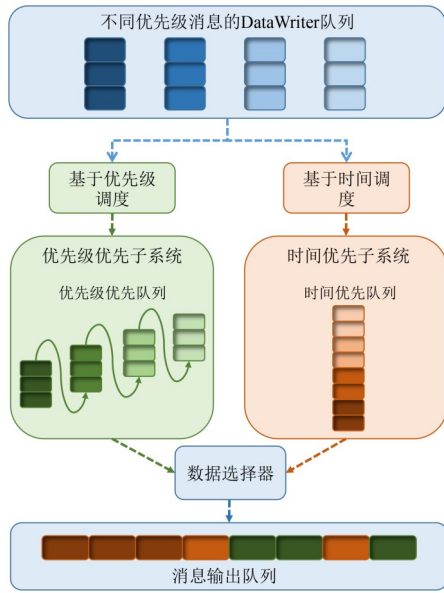 不同优先级消息的DataWriter队列
基于优先级
调度
基于时间调
度
优先级优先子系统
时间优先子系统
优先级优先队列
时间优先队列
数据选择器
消息输出队列